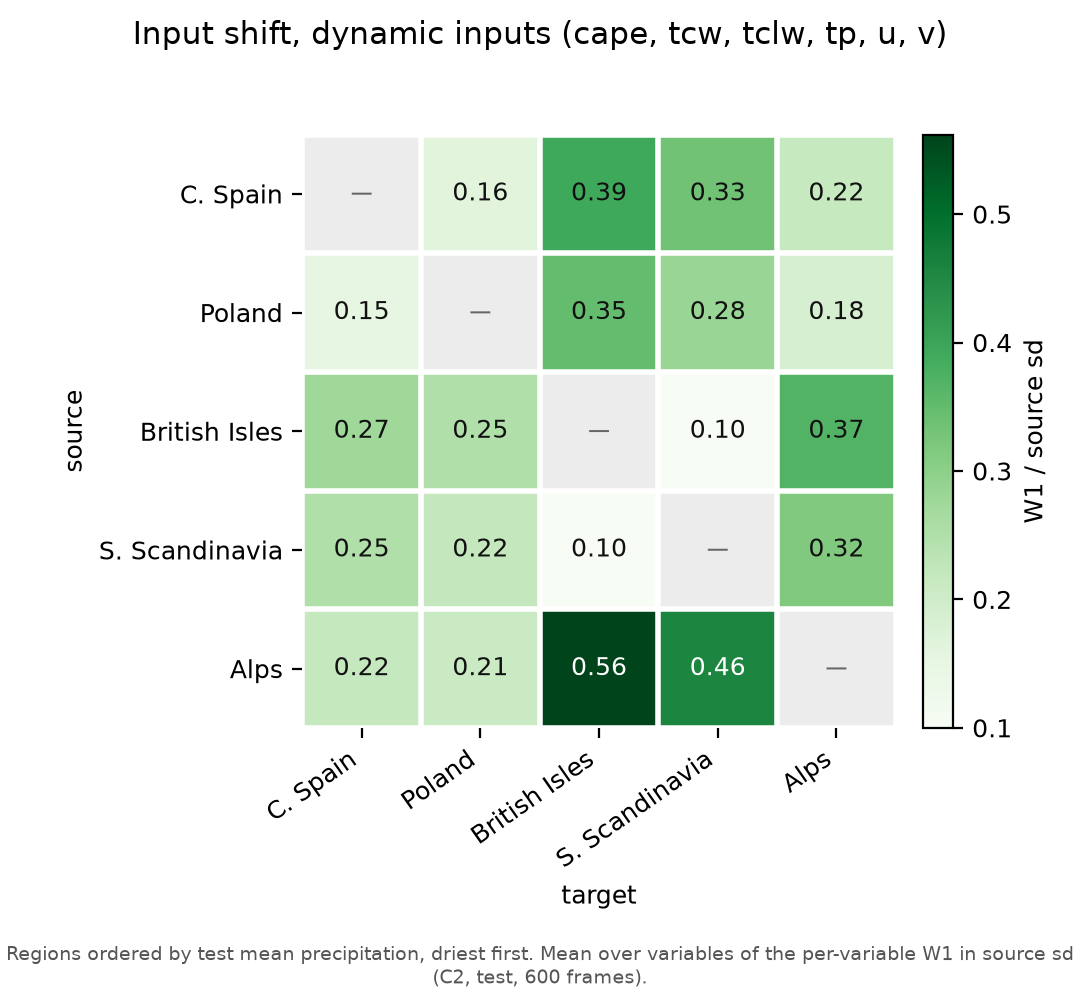 Input shift, dynamic inputs (cape, tcw, tclw, tp, u, v)
C. Spain — 0.16 0.39 0.33 0.22
Poland 0.15 — 0.35 0.28 0.18
British Isles 0.27 0.25 — 0.10 0.37
S. Scandinavia 0.25 0.22 0.10 — 0.32
Alps 0.22 0.21 0.56 0.46 —
source
C. Spain Poland British Isles S. Scandinavia Alps
target
0.5
0.4
0.3
0.2
0.1
W1 / source sd
Regions ordered by test mean precipitation, driest first. Mean over variables of the per-variable W1 in source sd
(C2, test, 600 frames).